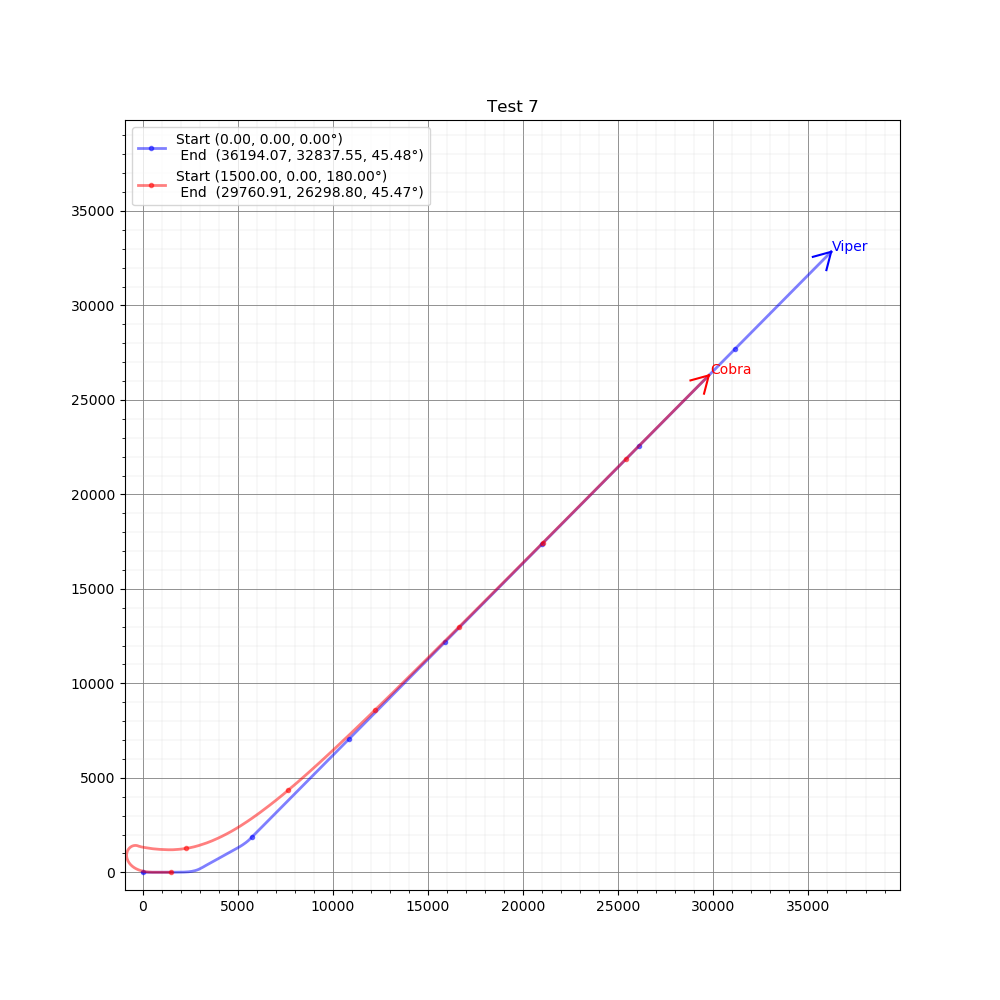 Test 7
Start (0.00, 0.00, 0.00°)
End (36194.07, 32837.55, 45.48°)
Start (1500.00, 0.00, 180.00°)
End (29760.91, 26298.80, 45.47°)
35000
30000
25000
20000
15000
10000
5000
0
Viper
Cobra
0 5000 10000 15000 20000 25000 30000 35000